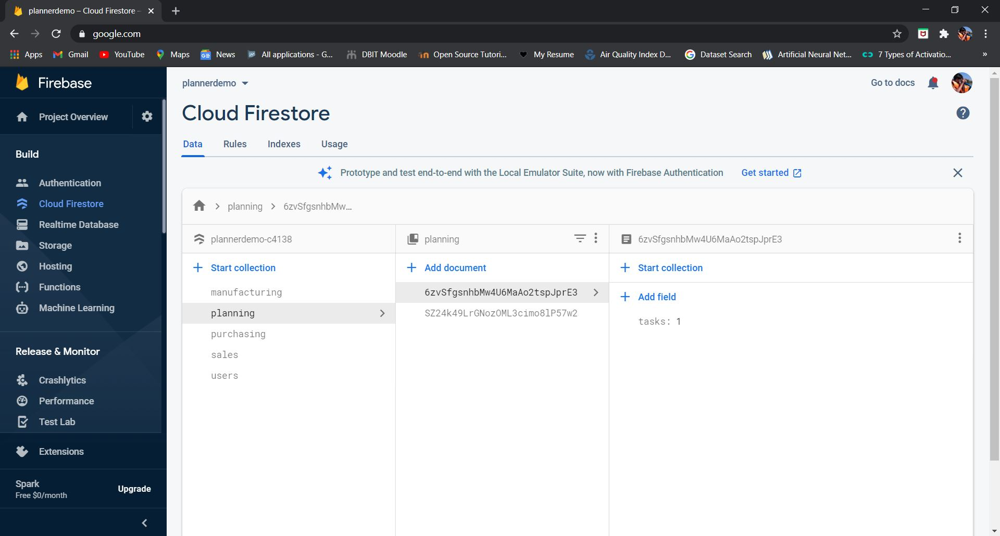 plannerdemo – Cloud Firestore –
google.com
Apps Gmail YouTube Maps News All applications - G... DBIT Moodle Open Source Tutori... My Resume Air Quality Index D... Dataset Search Artificial Neural Net... 7 Types of Activatio... »
Firebase
plannerdemo
Go to docs
Project Overview
Cloud Firestore
Data Rules Indexes Usage
Prototype and test end-to-end with the Local Emulator Suite, now with Firebase Authentication Get started
Build
Authentication
Cloud Firestore
Realtime Database
Storage
Hosting
Functions
Machine Learning
Release & Monitor
Crashlytics
Performance
Test Lab
Extensions
Spark
Free $0/month
Upgrade
planning 6zvSfgsnhbMw...
plannerdemo-c4138
Start collection
manufacturing
planning
purchasing
sales
users
planning
Add document
6zvSfgsnhbMw4U6MaAo2tspJprE3
SZ24k49LrGNozOML3cimo8lP57w2
6zvSfgsnhbMw4U6MaAo2tspJprE3
Start collection
Add field
tasks: 1